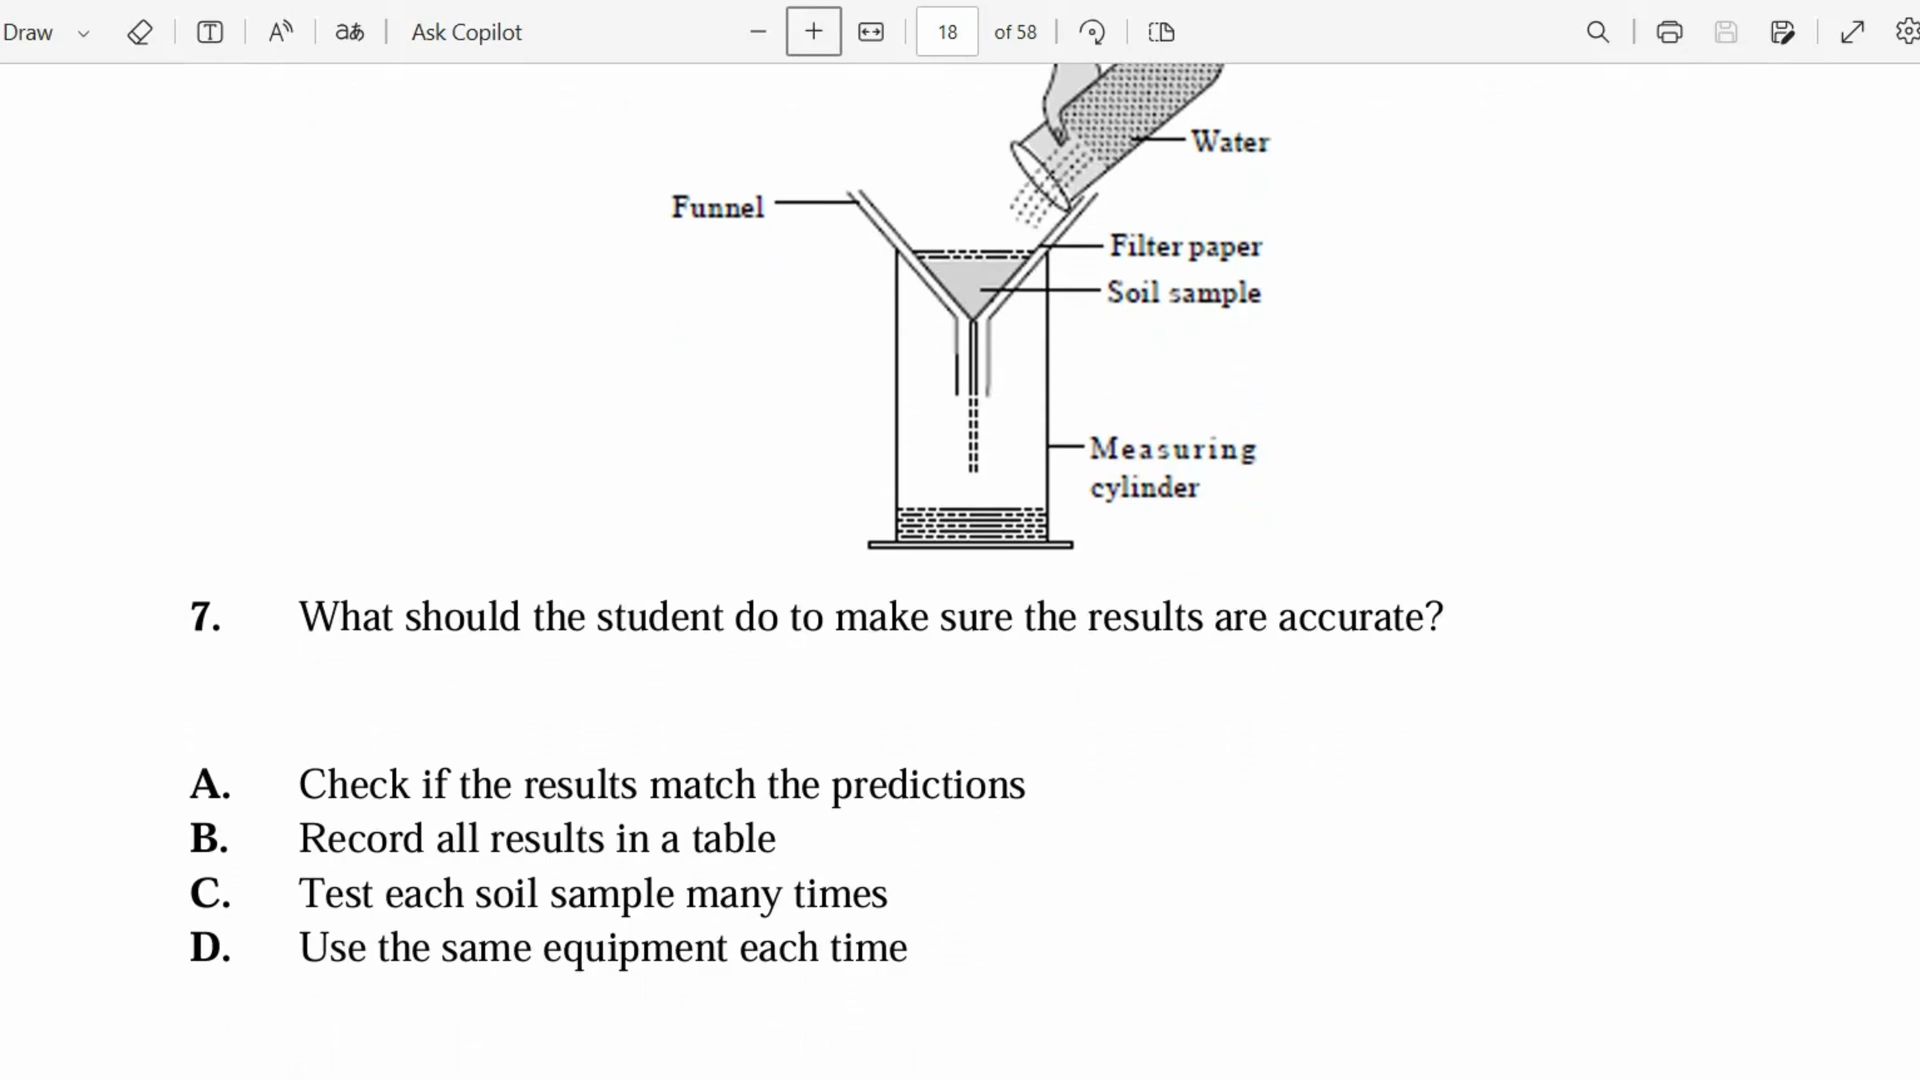 Draw
Ask Copilot
18 of 58
Water
Funnel
Filter paper
Soil sample
Measuring
cylinder
7. What should the student do to make sure the results are accurate?
A. Check if the results match the predictions
B. Record all results in a table
C. Test each soil sample many times
D. Use the same equipment each time